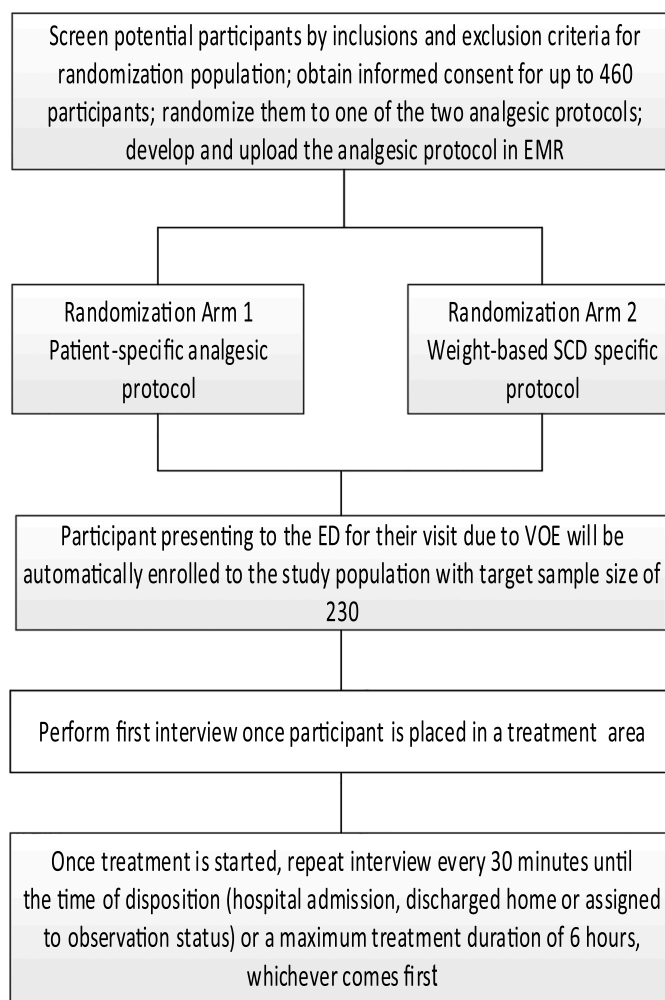 Screen potential participants by inclusions and exclusion criteria for
randomization population; obtain informed consent for up to 460
participants; randomize them to one of the two analgesic protocols;
develop and upload the analgesic protocol in EMR
Randomization Arm 1
Patient-specific analgesic
protocol
Randomization Arm 2
Weight-based SCD specific
protocol
Participant presenting to the ED for their visit due to VOE will be
automatically enrolled to the study population with target sample size of
230
Perform first interview once participant is placed in a treatment area
Once treatment is started, repeat interview every 30 minutes until
the time of disposition (hospital admission, discharged home or assigned
to observation status) or a maximum treatment duration of 6 hours,
whichever comes first